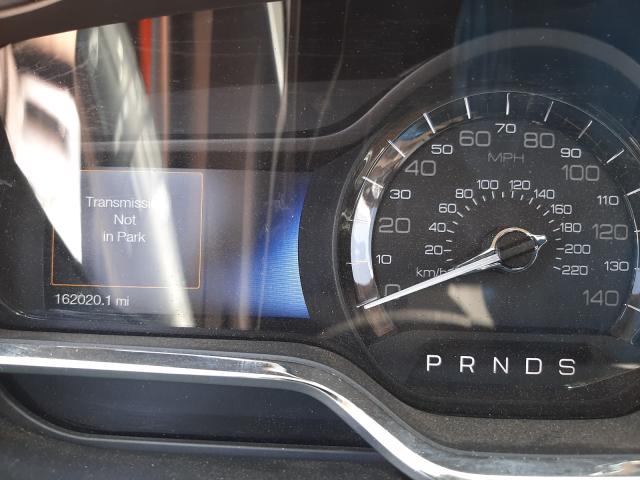 Transmissi
Not
in Park
162020.1 mi
0 10 20 30 40 50 60 70 80 90 100 110 120 130 140
MPH
20 40 60 80 100 120 140 160 180 200 220
km/h
P R N D S